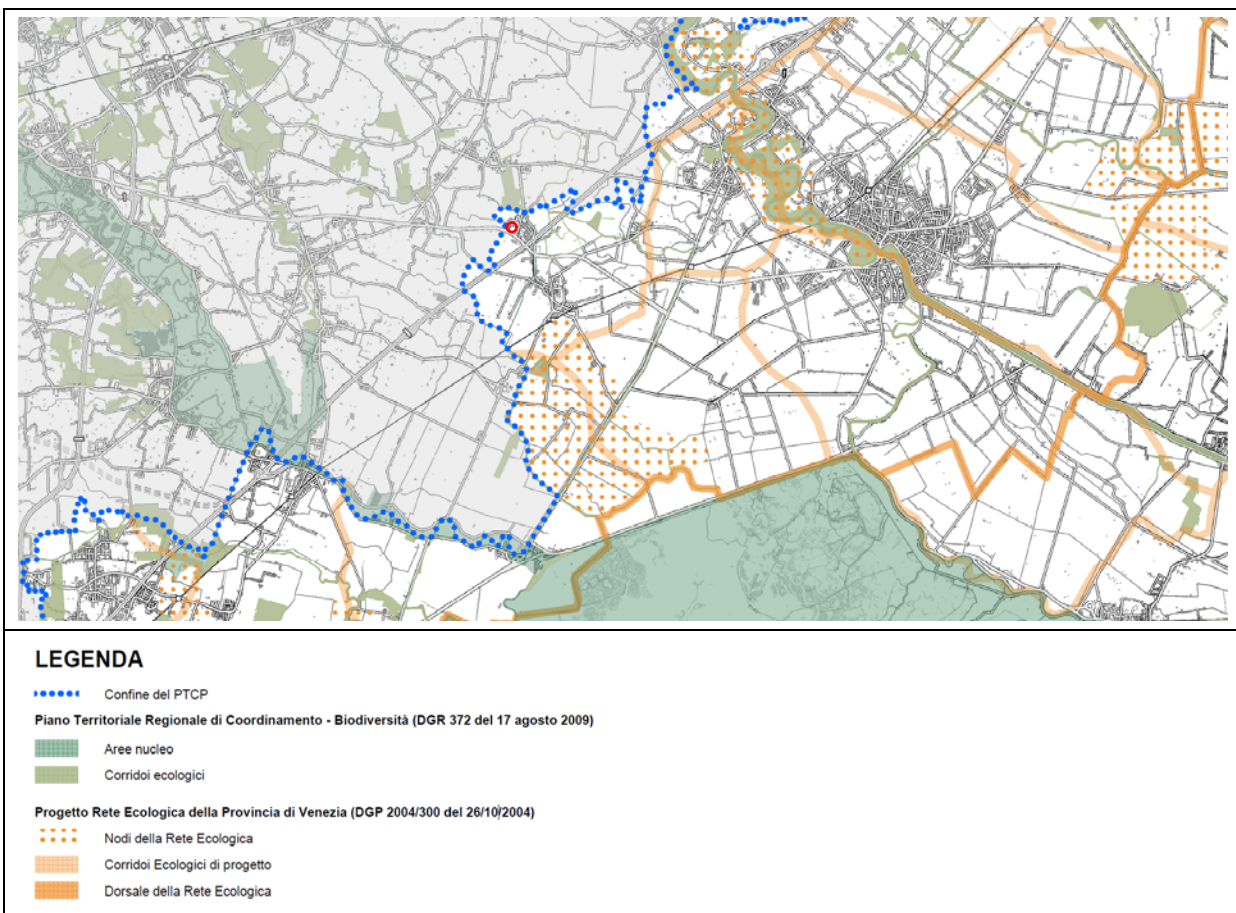 LEGENDA
Confine del PTCP
Piano Territoriale Regionale di Coordinamento - Biodiversità (DGR 372 del 17 agosto 2009)
Aree nucleo
Corridoi ecologici
Progetto Rete Ecologica della Provincia di Venezia (DGP 2004/300 del 26/10/2004)
Nodi della Rete Ecologica
Corridoi Ecologici di progetto
Dorsale della Rete Ecologica